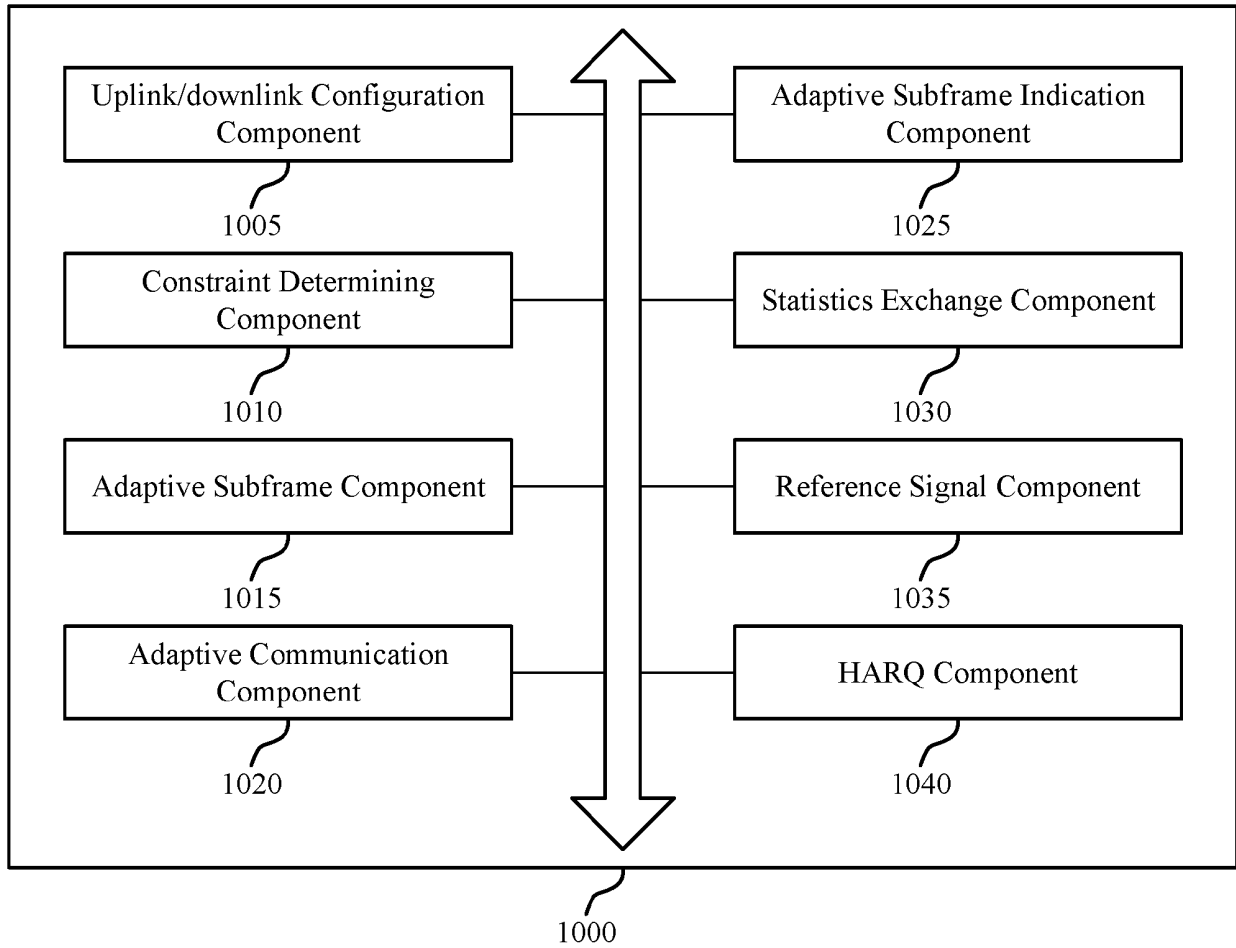 Uplink/downlink Configuration
Component
1005
Constraint Determining
Component
1010
Adaptive Subframe Component
1015
Adaptive Communication
Component
1020
Adaptive Subframe Indication
Component
1025
Statistics Exchange Component
1030
Reference Signal Component
1035
HARQ Component
1040
1000